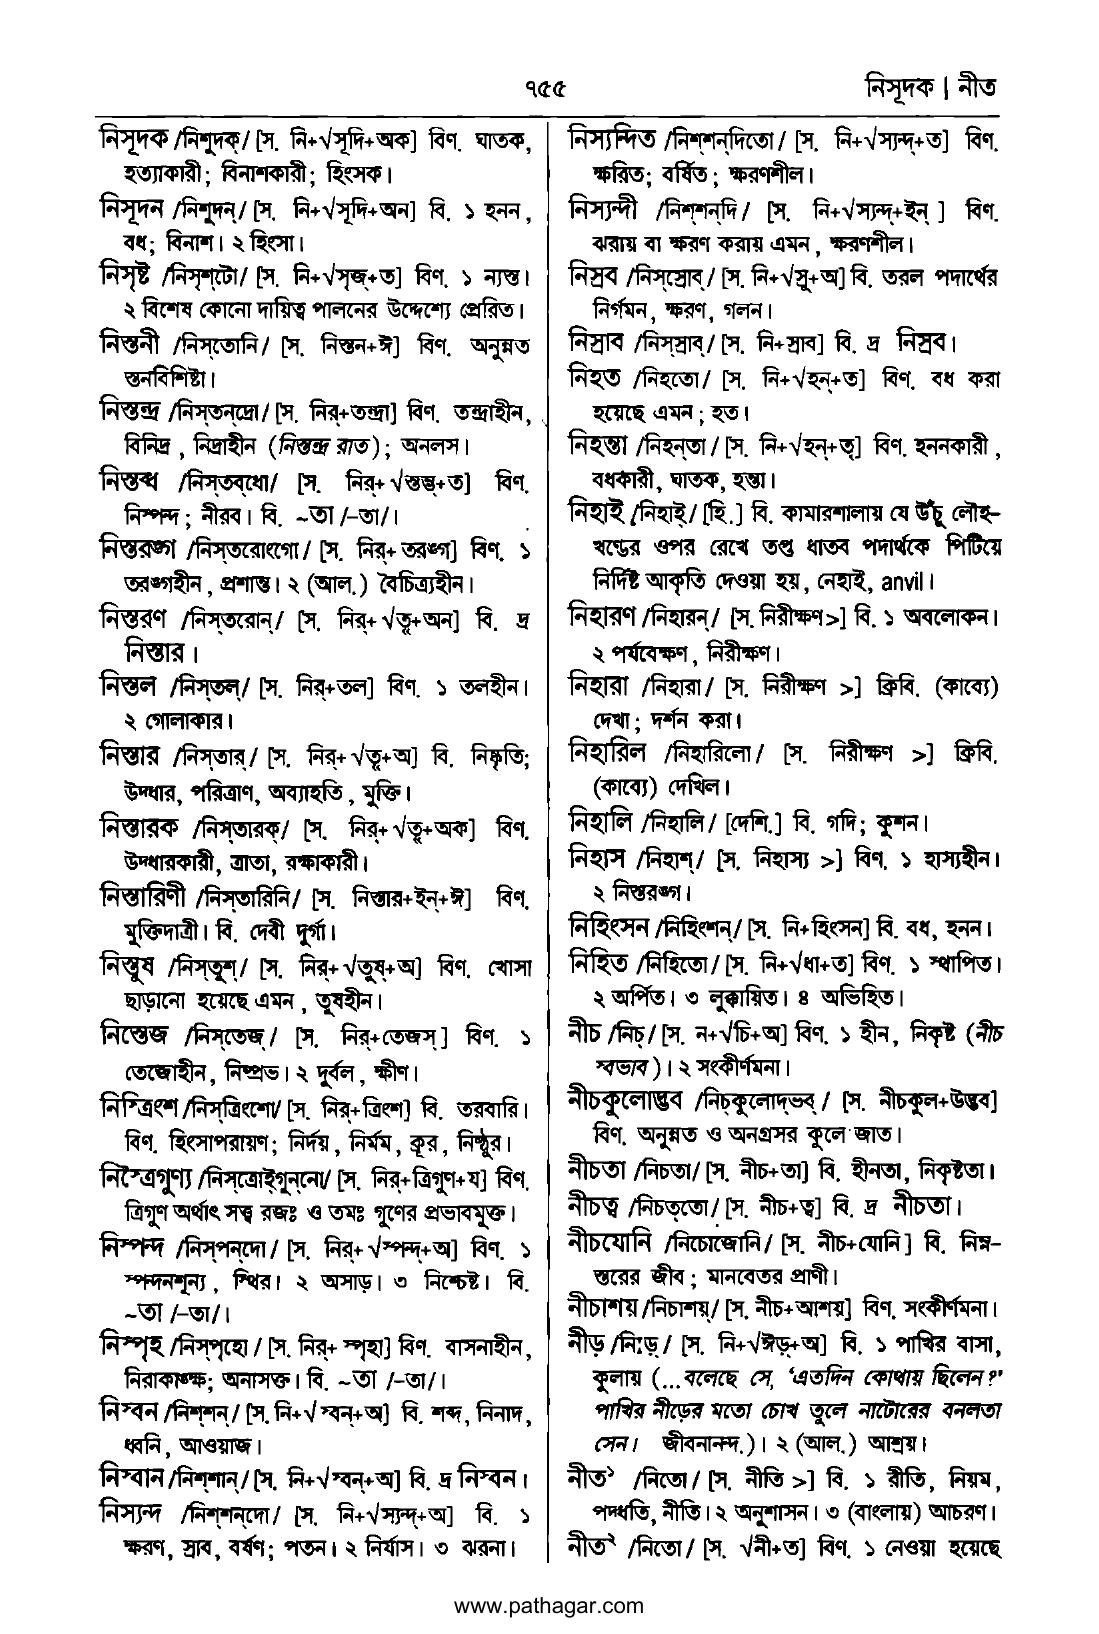 ৭৫৫
নিসূদক | নীত
নিসূদক /নিশুদক্/ [স. নি+√সূদি+অক] বিণ. ঘাতক,
হত্যাকারী; বিনাশকারী; হিংসক।
নিসূদন /নিশুদন্/ [স. নি+√সূদি+অন] বি. ১ হনন,
বধ; বিনাশ। ২ হিংসা।
নিসৃষ্ট /নিস্‌শ্‌টো/ [স. নি+√সৃজ্+ত] বিণ. ১ ন্যস্ত।
২ বিশেষ কোনো দায়িত্ব পালনের উদ্দেশ্যে প্রেরিত।
নিস্তনী /নিস্‌তোনি/ [স. নিস্তন+ঈ] বিণ. অনুন্নত
স্তনবিশিষ্টা।
নিস্তন্দ্র /নিস্‌তন্‌দ্রো/ [স. নির্+তন্দ্রা] বিণ. তন্দ্রাহীন,
বিনিদ্র, নিদ্রাহীন (নিস্তন্দ্র রাত); অনলস।
নিস্তব্ধ /নিস্‌তব্‌ধো/ [স. নির্+√স্তম্ভ্+ত] বিণ.
নিস্পন্দ; নীরব। বি. ~তা /–তা/।
নিস্তরঙ্গ /নিস্‌তরোংগো/ [স. নির্+তরঙ্গ] বিণ. ১
তরঙ্গহীন, প্রশান্ত। ২ (আল.) বৈচিত্র্যহীন।
নিস্তরণ /নিস্‌তরোন্/ [স. নির্+√তৄ+অন] বি. দ্র
নিস্তার।
নিস্তল /নিস্‌তল্/ [স. নির্+তল] বিণ. ১ তলহীন।
২ গোলাকার।
নিস্তার /নিস্‌তার্/ [স. নির্+√তৄ+অ] বি. নিষ্কৃতি;
উদ্ধার, পরিত্রাণ, অব্যাহতি, মুক্তি।
নিস্তারক /নিস্‌তারক্/ [স. নির্+√তৄ+অক] বিণ.
উদ্ধারকারী, ত্রাতা, রক্ষাকারী।
নিস্তারিণী /নিস্‌তারিনি/ [স. নিস্তার+ইন্+ঈ] বিণ.
মুক্তিদাত্রী। বি. দেবী দুর্গা।
নিস্তুষ /নিস্‌তুশ্/ [স. নির্+√তুষ্+অ] বিণ. খোসা
ছাড়ানো হয়েছে এমন, তুষহীন।
নিস্তেজ /নিস্‌তেজ্/ [স. নির্+তেজস্] বিণ. ১
তেজোহীন, নিষ্প্রভ। ২ দুর্বল, ক্ষীণ।
নিস্ত্রিংশ /নিস্‌ত্রিংশো/ [স. নির্+ত্রিংশ] বি. তরবারি।
বিণ. হিংসাপরায়ণ; নির্দয়, নির্মম, ক্রূর, নিষ্ঠুর।
নিস্ত্রৈগুণ্য /নিস্‌ত্রোইগুন্‌নো/ [স. নির্+ত্রিগুণ+য] বিণ.
ত্রিগুণ অর্থাৎ সত্ত্ব রজঃ ও তমঃ গুণের প্রভাবমুক্ত।
নিস্পন্দ /নিস্‌পন্‌দো/ [স. নির্+√স্পন্দ্+অ] বিণ. ১
স্পন্দনশূন্য, স্থির। ২ অসাড়। ৩ নিশ্চেষ্ট। বি.
~তা /–তা/।
নিস্পৃহ /নিস্‌পৃহো/ [স. নির্+স্পৃহা] বিণ. বাসনাহীন,
নিরাকাঙ্ক্ষ; অনাসক্ত। বি. ~তা /–তা/।
নিস্বন /নিশ্‌শন্/ [স. নি+√স্বন্+অ] বি. শব্দ, নিনাদ,
ধ্বনি, আওয়াজ।
নিস্বান /নিশ্‌শান্/ [স. নি+√স্বন্+অ] বি. দ্র নিস্বন।
নিস্যন্দ /নিশ্‌শন্‌দো/ [স. নি+√স্যন্দ্+অ] বি. ১
ক্ষরণ, স্রাব, বর্ষণ; পতন। ২ নির্যাস। ৩ ঝরনা।
নিস্যন্দিত /নিশ্‌শন্‌দিতো/ [স. নি+√স্যন্দ্+ত] বিণ.
ক্ষরিত; বর্ষিত; ক্ষরণশীল।
নিস্যন্দী /নিশ্‌শন্‌দি/ [স. নি+√স্যন্দ্+ইন্] বিণ.
ঝরায় বা ক্ষরণ করায় এমন, ক্ষরণশীল।
নিস্রব /নিস্‌স্রোব্/ [স. নি+√স্রু+অ] বি. তরল পদার্থের
নির্গমন, ক্ষরণ, গলন।
নিস্রাব /নিস্‌স্রাব্/ [স. নি+স্রাব] বি. দ্র নিস্রব।
নিহত /নিহতো/ [স. নি+√হন্+ত] বিণ. বধ করা
হয়েছে এমন; হত।
নিহন্তা /নিহন্‌তা/ [স. নি+√হন্+তৃ] বিণ. হননকারী,
বধকারী, ঘাতক, হন্তা।
নিহাই /নিহাই্/ [হি.] বি. কামারশালায় যে উঁচু লৌহ–
খণ্ডের ওপর রেখে তপ্ত ধাতব পদার্থকে পিটিয়ে
নির্দিষ্ট আকৃতি দেওয়া হয়, নেহাই, anvil।
নিহারণ /নিহারন্/ [স. নিরীক্ষণ>] বি. ১ অবলোকন।
২ পর্যবেক্ষণ, নিরীক্ষণ।
নিহারা /নিহারা/ [স. নিরীক্ষণ >] ক্রিবি. (কাব্যে)
দেখা; দর্শন করা।
নিহারিল /নিহারিলো/ [স. নিরীক্ষণ >] ক্রিবি.
(কাব্যে) দেখিল।
নিহালি /নিহালি/ [দেশি.] বি. গদি; কুশন।
নিহাস /নিহাশ্/ [স. নিহাস্য >] বিণ. ১ হাস্যহীন।
২ নিস্তরঙ্গ।
নিহিংসন /নিহিংশন্/ [স. নি+হিংসন] বি. বধ, হনন।
নিহিত /নিহিতো/ [স. নি+√ধা+ত] বিণ. ১ স্থাপিত।
২ অর্পিত। ৩ লুক্কায়িত। ৪ অভিহিত।
নীচ /নিচ্/ [স. ন+√চি+অ] বিণ. ১ হীন, নিকৃষ্ট (নীচ
স্বভাব)। ২ সংকীর্ণমনা।
নীচকুলোদ্ভব /নিচকুলোদ্‌ভব্/ [স. নীচকুল+উদ্ভব]
বিণ. অনুন্নত ও অনগ্রসর কুলে জাত।
নীচতা /নিচতা/ [স. নীচ+তা] বি. হীনতা, নিকৃষ্টতা।
নীচত্ব /নিচত্‌তো/ [স. নীচ+ত্ব] বি. দ্র নীচতা।
নীচযোনি /নিচোজোনি/ [স. নীচ+যোনি] বি. নিম্ন–
স্তরের জীব; মানবেতর প্রাণী।
নীচাশয় /নিচাশয়্/ [স. নীচ+আশয়] বিণ. সংকীর্ণমনা।
নীড় /নিঃড়্/ [স. নি+√ঈড়্+অ] বি. ১ পাখির বাসা,
কুলায় (...বলেছে সে, ‘এতদিন কোথায় ছিলেন?’
পাখির নীড়ের মতো চোখ তুলে নাটোরের বনলতা
সেন। জীবনানন্দ.)। ২ (আল.) আশ্রয়।
নীত১ /নিতো/ [স. নীতি >] বি. ১ রীতি, নিয়ম,
পদ্ধতি, নীতি। ২ অনুশাসন। ৩ (বাংলায়) আচরণ।
নীত২ /নিতো/ [স. √নী+ত] বিণ. ১ নেওয়া হয়েছে
www.pathagar.com